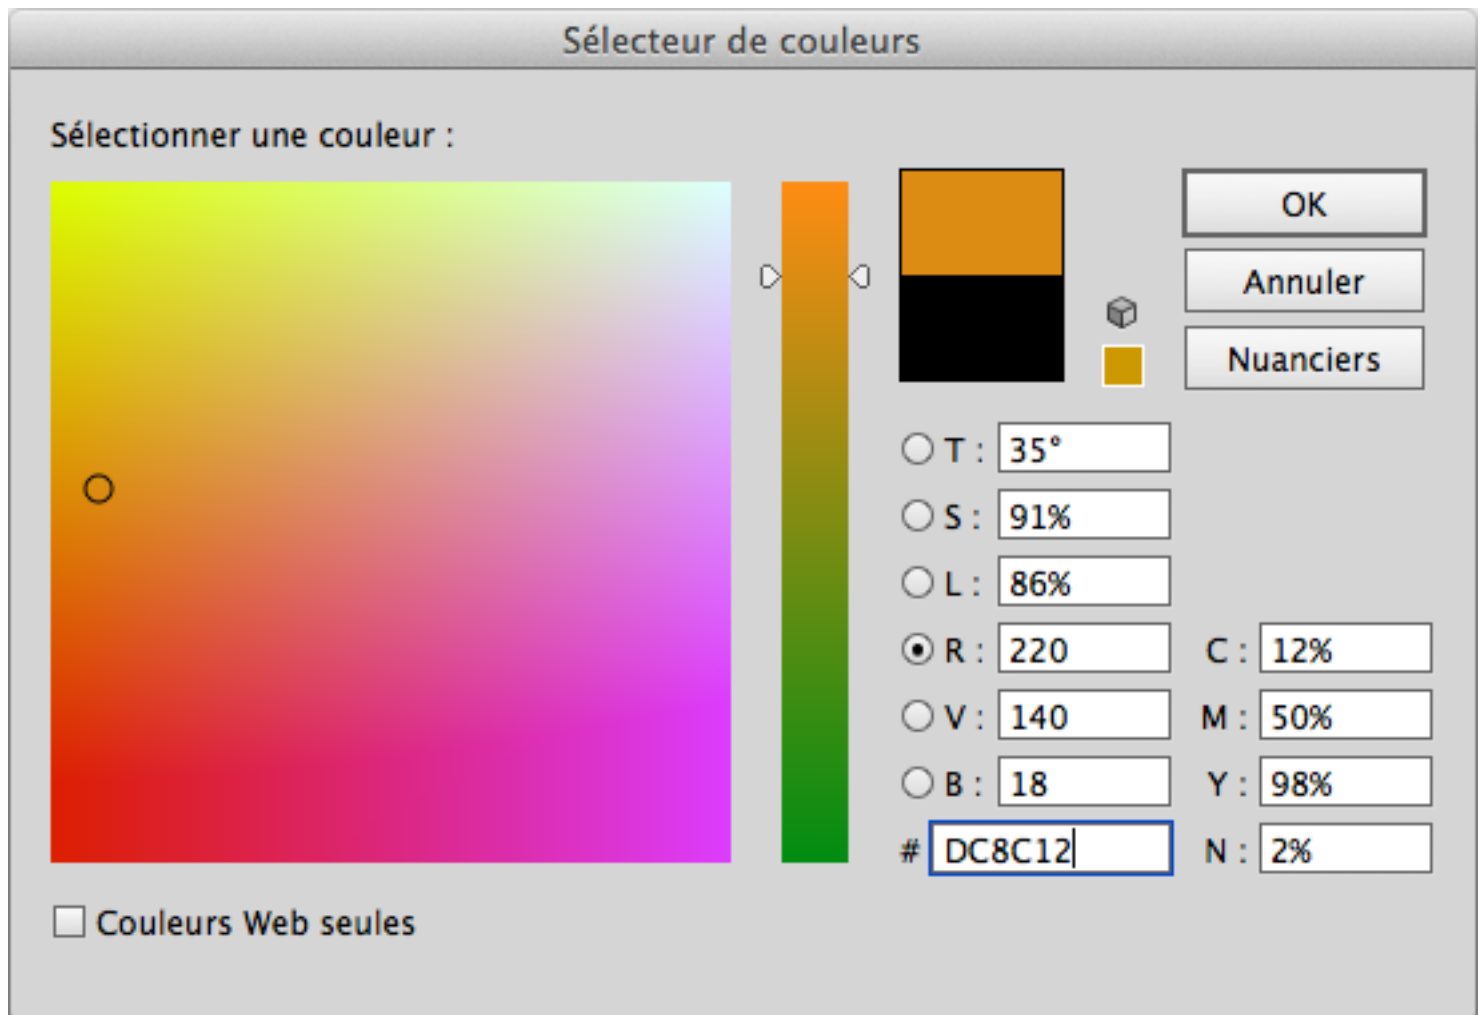 Sélecteur de couleurs
Sélectionner une couleur :
OK
Annuler
Nuanciers
T : 35°
S : 91%
L : 86%
R : 220 C : 12%
V : 140 M : 50%
B : 18 Y : 98%
# DC8C12 N : 2%
Couleurs Web seules